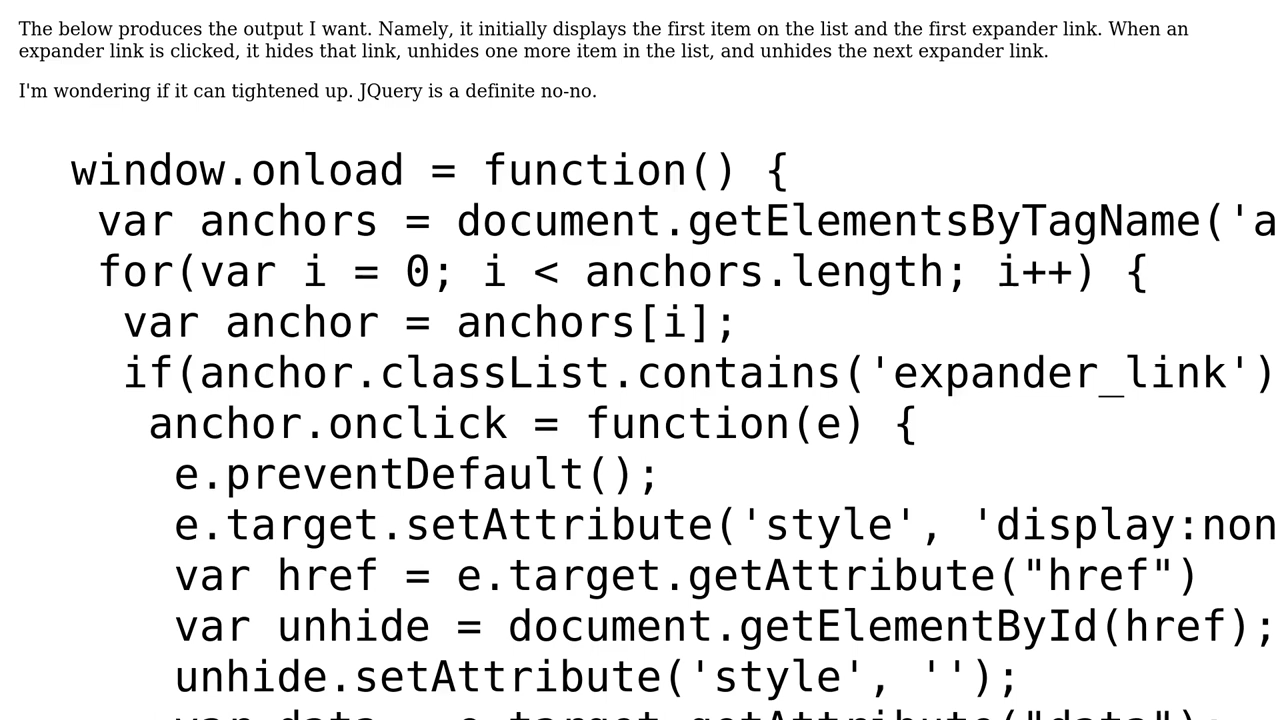 The below produces the output I want. Namely, it initially displays the first item on the list and the first expander link. When an
expander link is clicked, it hides that link, unhides one more item in the list, and unhides the next expander link.
I'm wondering if it can tightened up. JQuery is a definite no-no.
window.onload = function() {
var anchors = document.getElementsByTagName('a
for(var i = 0; i < anchors.length; i++) {
var anchor = anchors[i];
if(anchor.classList.contains('expander_link')
anchor.onclick = function(e) {
e.preventDefault();
e.target.setAttribute('style', 'display:non
var href = e.target.getAttribute("href")
var unhide = document.getElementById(href);
unhide.setAttribute('style', '');
var data = e.target.getAttribute("data");